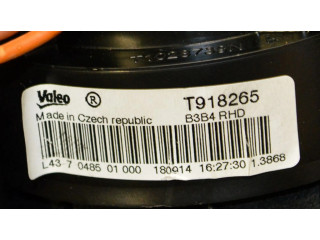 Valeo ® T918265
Made in Czech republic B3B4 RHD
L43-7 0485 01 000 180914 16:27:30 1.3868